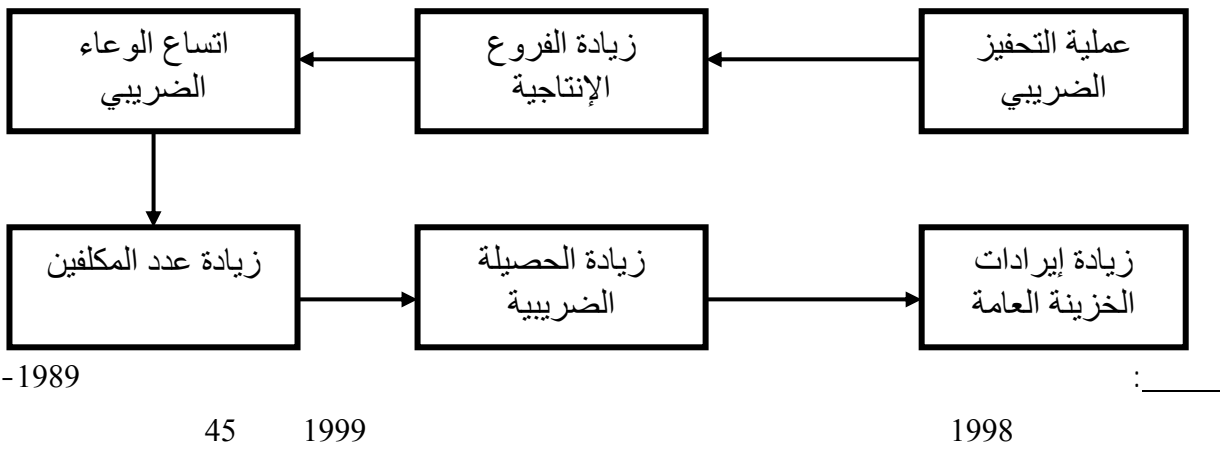 عملية التحفيز
الضريبي
زيادة الفروع
الإنتاجية
اتساع الوعاء
الضريبي
زيادة عدد المكلفين
زيادة الحصيلة
الضريبية
زيادة إيرادات
الخزينة العامة
: -1989
1998 1999 45